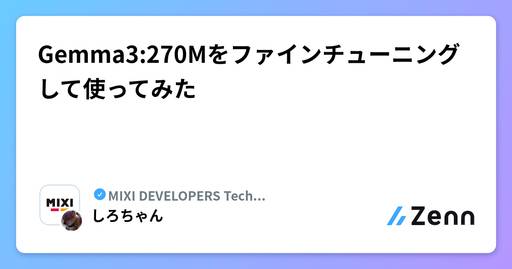 Gemma3:270Mをファインチューニング
して使ってみた
MIXI
MIXI DEVELOPERS Tech...
しろちゃん
Zenn